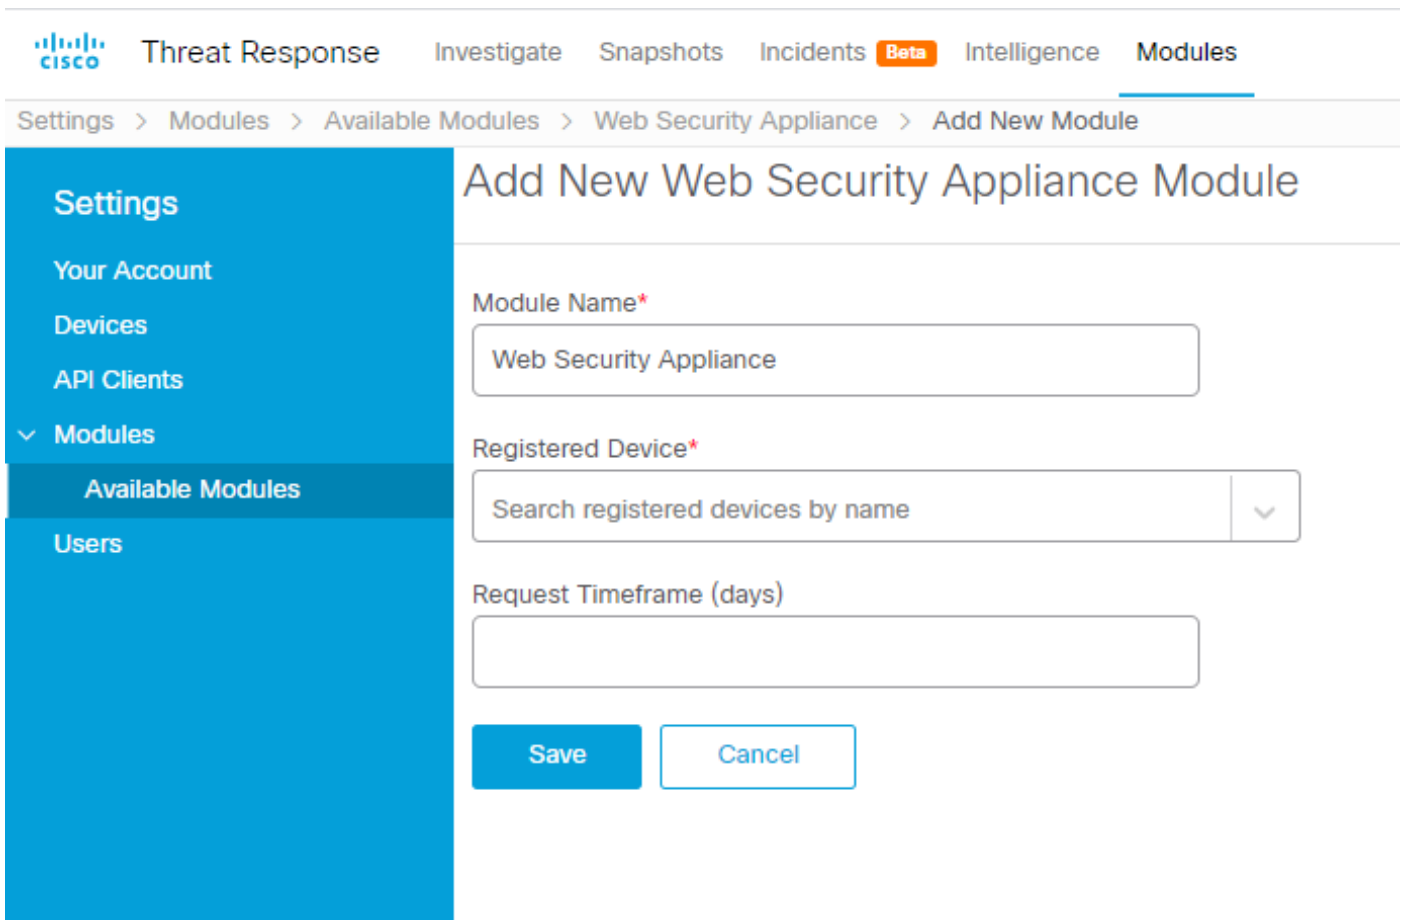 cisco Threat Response Investigate Snapshots Incidents Beta Intelligence Modules
Settings > Modules > Available Modules > Web Security Appliance > Add New Module
Settings
Your Account
Devices
API Clients
Modules
Available Modules
Users
Add New Web Security Appliance Module
Module Name*
Web Security Appliance
Registered Device*
Search registered devices by name
Request Timeframe (days)
Save Cancel